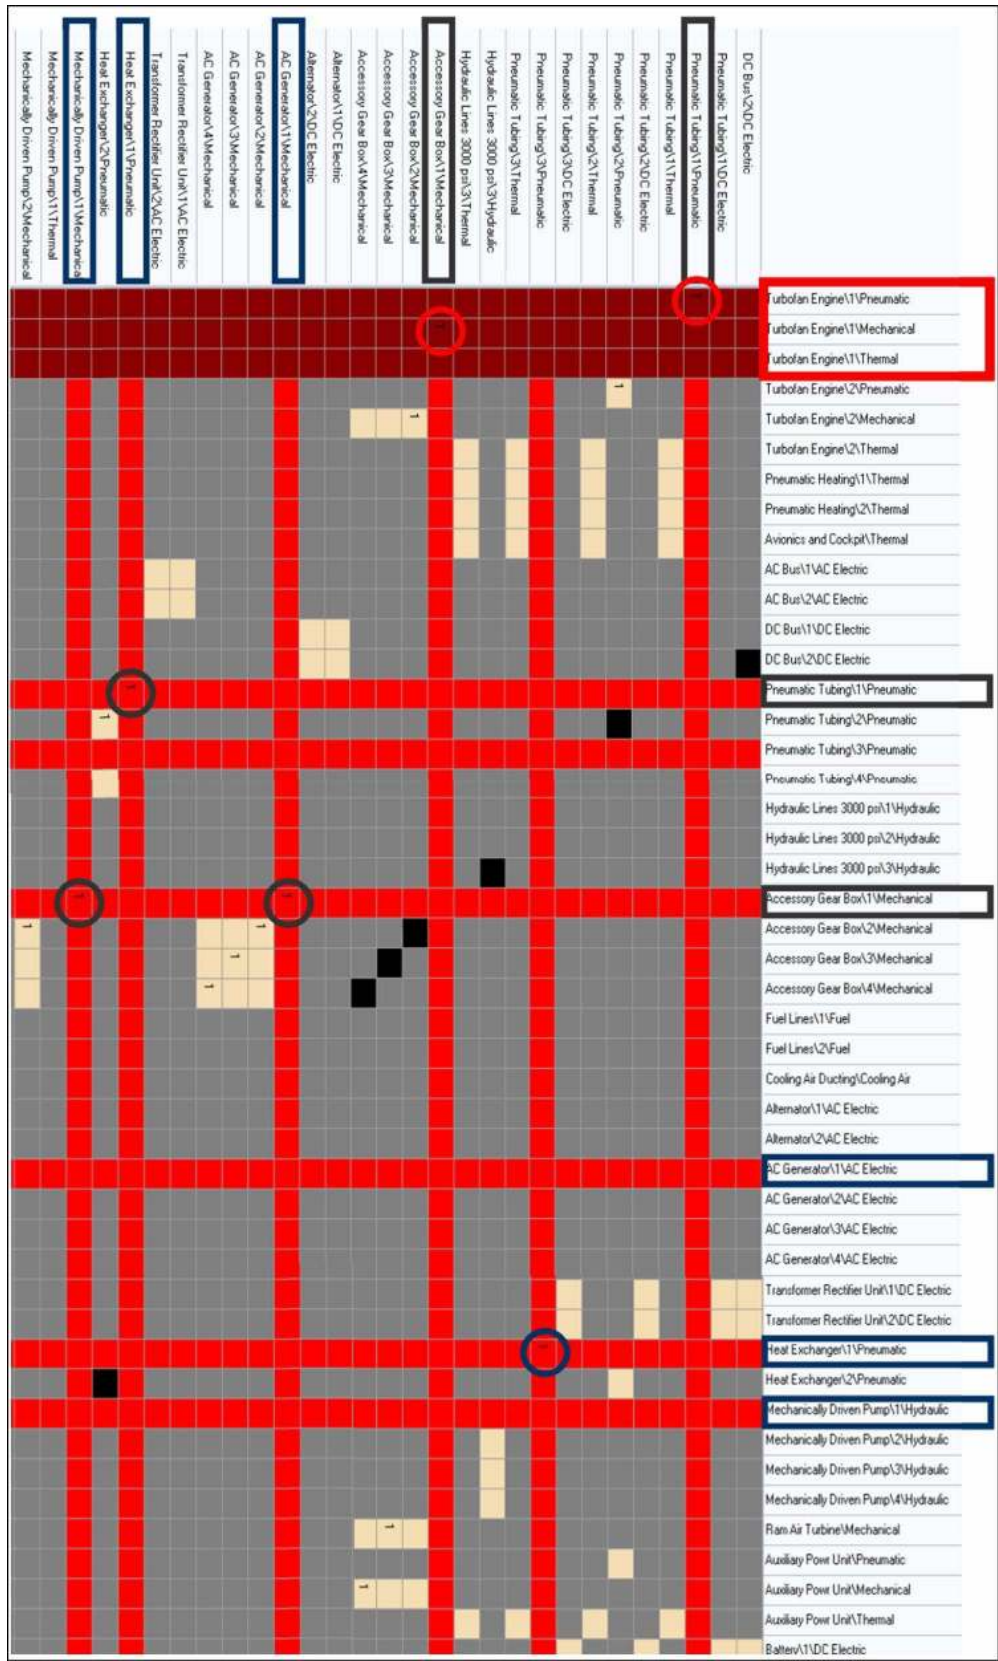 Mechanically Driven Pump\2\Mechanical
Mechanically Driven Pump\1\Thermal
Mechanically Driven Pump\1\Mechanical
Heat Exchanger\2\Pneumatic
Heat Exchanger\1\Pneumatic
Transformer Rectifier Unit\2\AC Electric
Transformer Rectifier Unit\1\AC Electric
AC Generator\4\Mechanical
AC Generator\3\Mechanical
AC Generator\2\Mechanical
AC Generator\1\Mechanical
Alternator\2\DC Electric
Alternator\1\DC Electric
Accessory Gear Box\4\Mechanical
Accessory Gear Box\3\Mechanical
Accessory Gear Box\2\Mechanical
Accessory Gear Box\1\Mechanical
Hydraulic Lines 3000 psi\3\Thermal
Hydraulic Lines 3000 psi\3\Hydraulic
Pneumatic Tubing\3\Thermal
Pneumatic Tubing\3\Pneumatic
Pneumatic Tubing\3\DC Electric
Pneumatic Tubing\2\Thermal
Pneumatic Tubing\2\Pneumatic
Pneumatic Tubing\2\DC Electric
Pneumatic Tubing\1\Thermal
Pneumatic Tubing\1\Pneumatic
Pneumatic Tubing\1\DC Electric
DC Bus\2\DC Electric
1 Turbofan Engine\1\Pneumatic
1 Turbofan Engine\1\Mechanical
Turbofan Engine\1\Thermal
1 Turbofan Engine\2\Pneumatic
1 Turbofan Engine\2\Mechanical
Turbofan Engine\2\Thermal
Pneumatic Heating\1\Thermal
Pneumatic Heating\2\Thermal
Avionics and Cockpit\Thermal
AC Bus\1\AC Electric
AC Bus\2\AC Electric
DC Bus\1\DC Electric
DC Bus\2\DC Electric
1 Pneumatic Tubing\1\Pneumatic
1 Pneumatic Tubing\2\Pneumatic
Pneumatic Tubing\3\Pneumatic
Pneumatic Tubing\4\Pneumatic
Hydraulic Lines 3000 psi\1\Hydraulic
Hydraulic Lines 3000 psi\2\Hydraulic
Hydraulic Lines 3000 psi\3\Hydraulic
1 1 Accessory Gear Box\1\Mechanical
1 1 Accessory Gear Box\2\Mechanical
1 Accessory Gear Box\3\Mechanical
1 Accessory Gear Box\4\Mechanical
Fuel Lines\1\Fuel
Fuel Lines\2\Fuel
Cooling Air Ducting\Cooling Air
Alternator\1\AC Electric
Alternator\2\AC Electric
AC Generator\1\AC Electric
AC Generator\2\AC Electric
AC Generator\3\AC Electric
AC Generator\4\AC Electric
Transformer Rectifier Unit\1\DC Electric
Transformer Rectifier Unit\2\DC Electric
1 Heat Exchanger\1\Pneumatic
Heat Exchanger\2\Pneumatic
Mechanically Driven Pump\1\Hydraulic
Mechanically Driven Pump\2\Hydraulic
Mechanically Driven Pump\3\Hydraulic
Mechanically Driven Pump\4\Hydraulic
1 Ram Air Turbine\Mechanical
Auxiliary Powr Unit\Pneumatic
1 Auxiliary Powr Unit\Mechanical
Auxiliary Powr Unit\Thermal
Battery\1\DC Electric